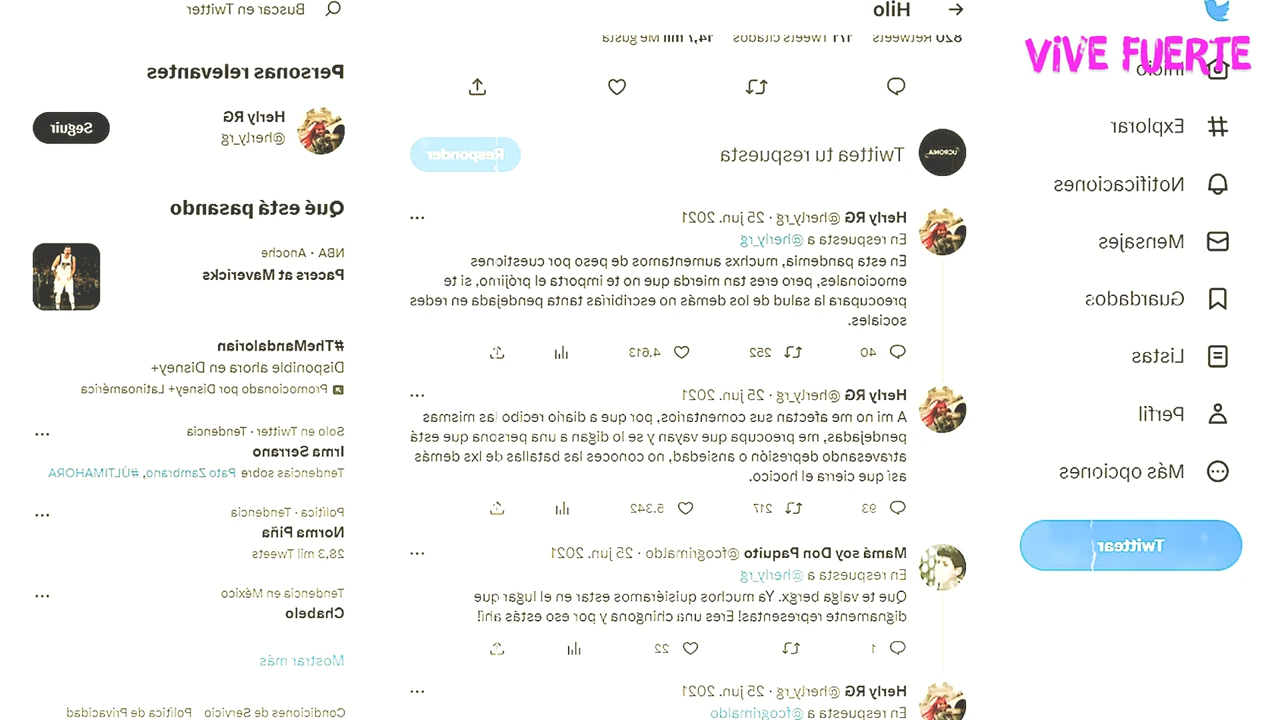 VIVE FUERTE
Inicio
Explorar
Notificaciones
Mensajes
Guardados
Listas
Perfil
Más opciones
Twittear
Hilo
820 Retweets 171 Tweets citados 14,7 mil Me gusta
UCRONIA
Twittea tu respuesta
Responder
Herly RG @herly_rg · 25 jun. 2021
En respuesta a @herly_rg
En esta pandemia, muchxs aumentamos de peso por cuestiones
emocionales, pero eres tan mierda que no te importa el prójimo, si te
preocupara la salud de los demás no escribirías tanta pendejada en redes
sociales.
40 252 4.613
Herly RG @herly_rg · 25 jun. 2021
A mi no me afectan sus comentarios, por que a diario recibo las mismas
pendejadas, me preocupa que vayan y se lo digan a una persona que está
atravesando depresión o ansiedad, no conoces las batallas de lxs demás
así que cierra el hocico.
93 217 5.342
Mamá soy Don Paquito @fcogrimaldo · 25 jun. 2021
En respuesta a @herly_rg
Que te valga bergx. Ya muchos quisiéramos estar en el lugar que
dignamente representas! Eres una chingona y por eso estás ahí!
1 22
Herly RG @herly_rg · 25 jun. 2021
En respuesta a @fcogrimaldo
Buscar en Twitter
Personas relevantes
Herly RG
@herly_rg
Seguir
Qué está pasando
NBA · Anoche
Pacers at Mavericks
#TheMandalorian
Disponible ahora en Disney+
Promocionado por Disney+ Latinoamérica
Solo en Twitter · Tendencia
Irma Serrano
Tendencias sobre Pato Zambrano, #ÚLTIMAHORA
Política · Tendencia
Norma Piña
28,3 mil Tweets
Tendencia en México
Chabelo
Mostrar más
Condiciones de Servicio Política de Privacidad